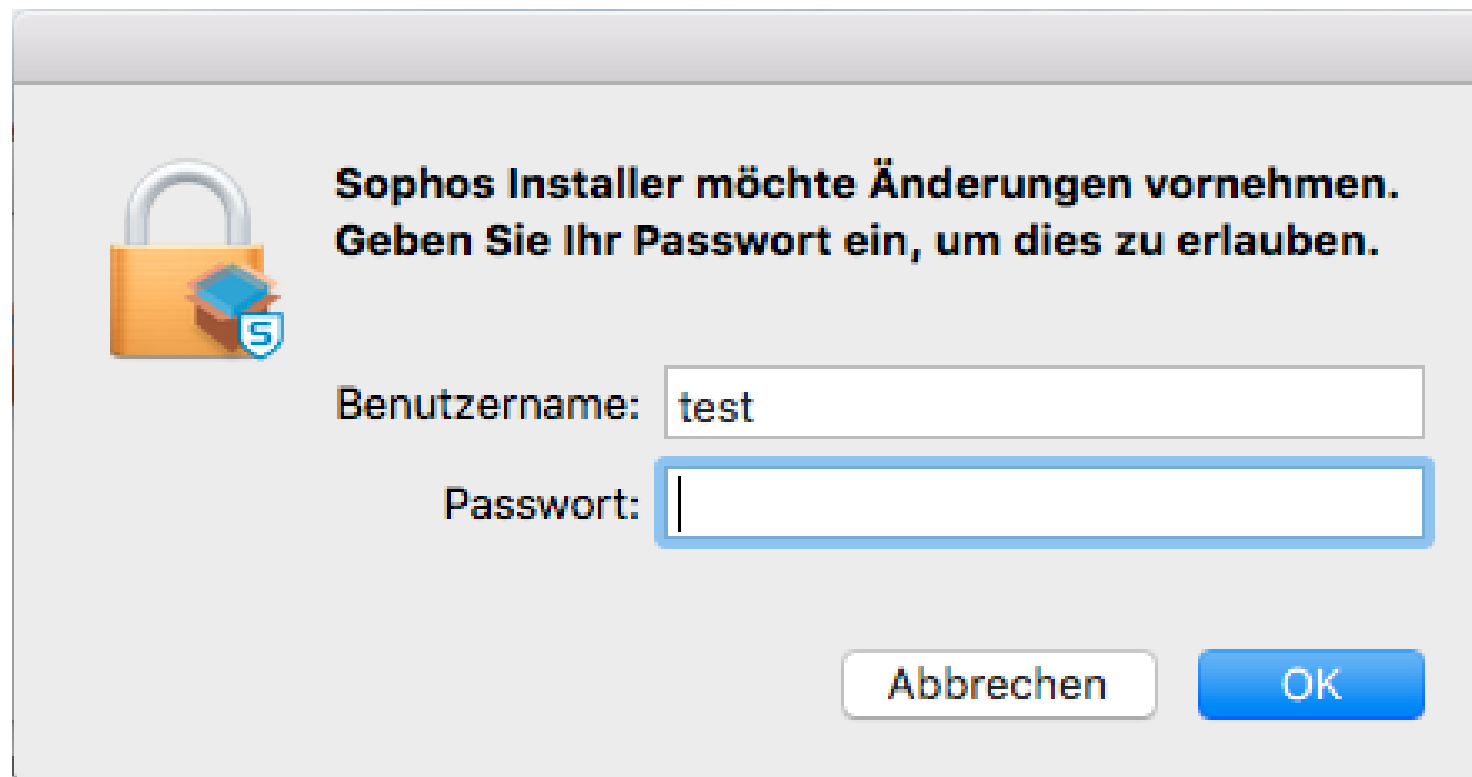 Sophos Installer möchte Änderungen vornehmen.
Geben Sie Ihr Passwort ein, um dies zu erlauben.
S
Benutzername: test
Passwort:
Abbrechen OK